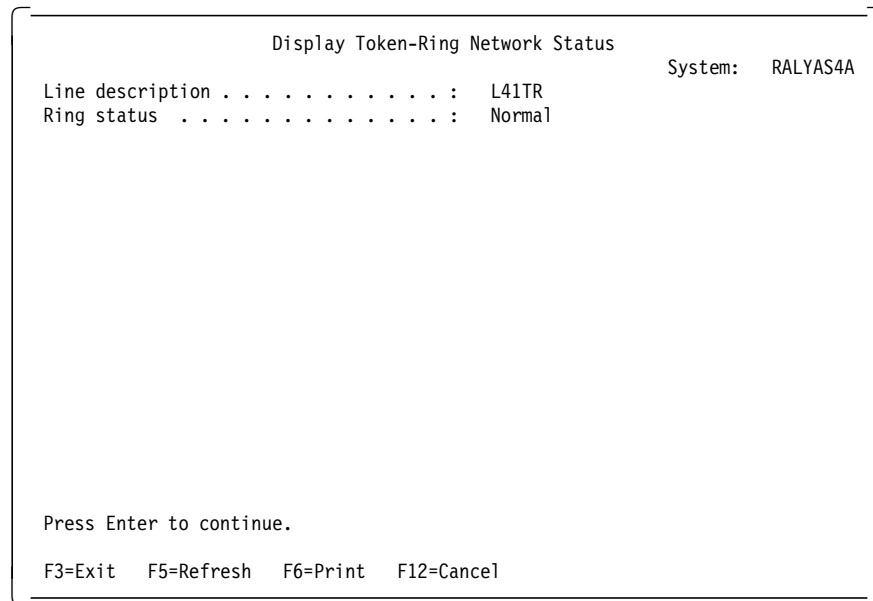 Display Token-Ring Network Status
System: RALYAS4A
Line description . . . . . . . . . . . : L41TR
Ring status . . . . . . . . . . . . . : Normal
Press Enter to continue.
F3=Exit F5=Refresh F6=Print F12=Cancel